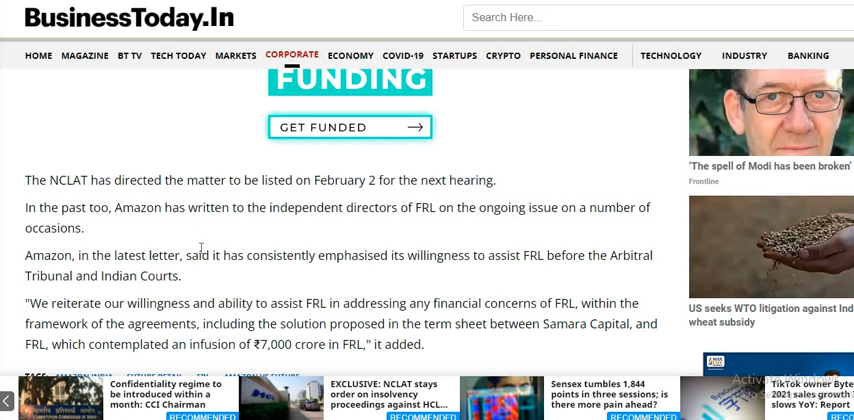 BusinessToday.In
Search Here...
HOME MAGAZINE BT TV TECH TODAY MARKETS CORPORATE ECONOMY COVID-19 STARTUPS CRYPTO PERSONAL FINANCE TECHNOLOGY INDUSTRY BANKING
FUNDING
GET FUNDED
The NCLAT has directed the matter to be listed on February 2 for the next hearing.
In the past too, Amazon has written to the independent directors of FRL on the ongoing issue on a number of
occasions.
Amazon, in the latest letter, said it has consistently emphasised its willingness to assist FRL before the Arbitral
Tribunal and Indian Courts.
"We reiterate our willingness and ability to assist FRL in addressing any financial concerns of FRL, within the
framework of the agreements, including the solution proposed in the term sheet between Samara Capital, and
FRL, which contemplated an infusion of ₹7,000 crore in FRL," it added.
'The spell of Modi has been broken'
Frontline
US seeks WTO litigation against Ind
wheat subsidy
Activate Windows
Confidentiality regime to
be introduced within a
month: CCI Chairman
RECOMMENDED
EXCLUSIVE: NCLAT stays
order on insolvency
proceedings against HCL...
RECOMMENDED
Sensex tumbles 1,844
points in three sessions; is
there more pain ahead?
RECOMMENDED
TikTok owner Byte
2021 sales growth
slows YoY: Report
RECOMMENDED